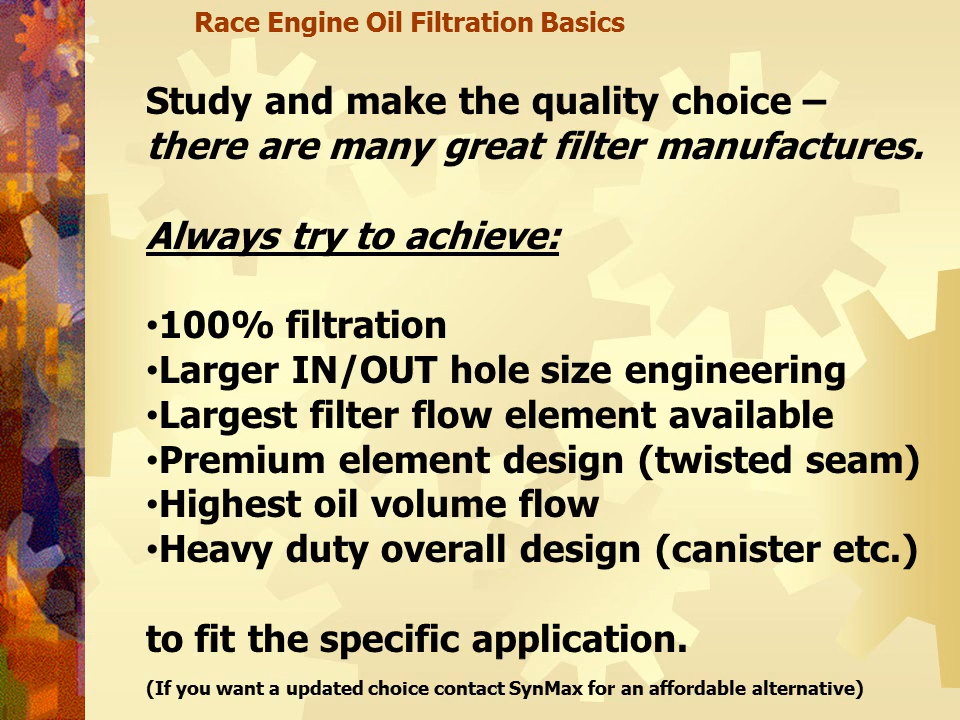 Race Engine Oil Filtration Basics
Study and make the quality choice –
there are many great filter manufactures.
Always try to achieve:
•100% filtration
•Larger IN/OUT hole size engineering
•Largest filter flow element available
•Premium element design (twisted seam)
•Highest oil volume flow
•Heavy duty overall design (canister etc.)
to fit the specific application.
(If you want a updated choice contact SynMax for an affordable alternative)